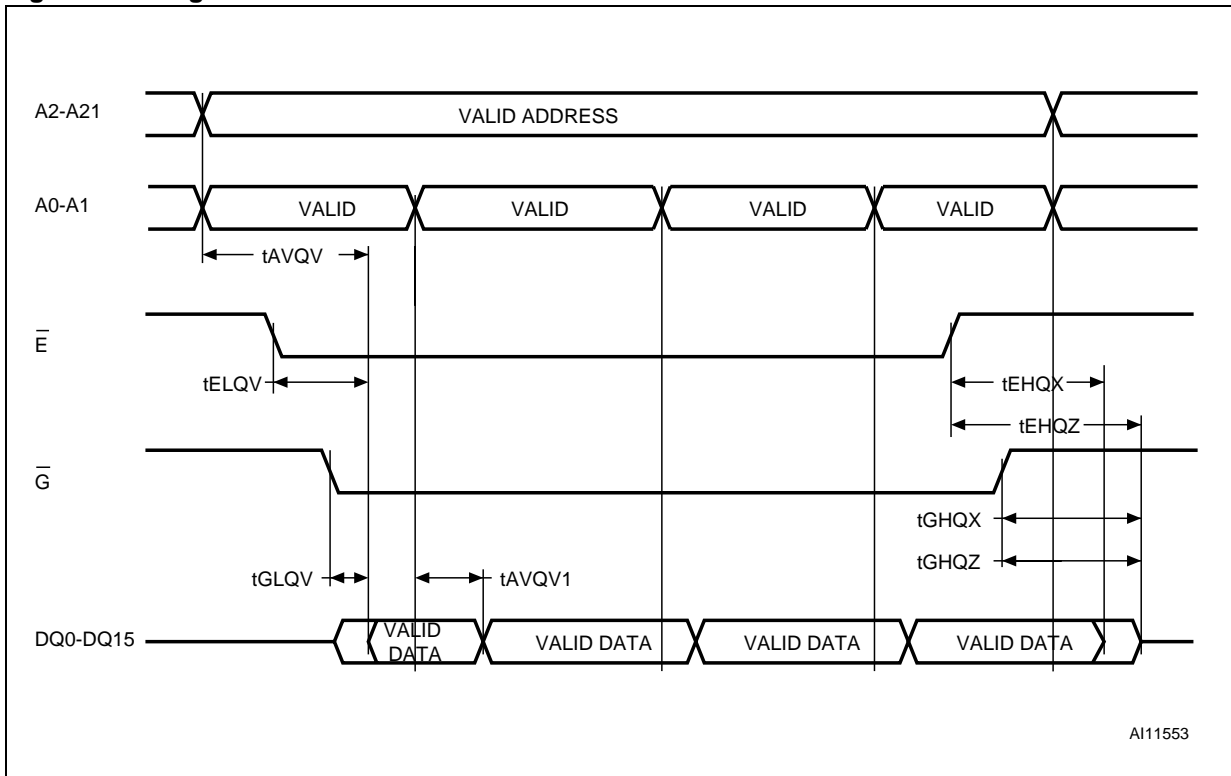 A2-A21
VALID ADDRESS
A0-A1
VALID
VALID
VALID
VALID
tAVQV
E
tELQV
tEHQX
tEHQZ
G
tGHQX
tGHQZ
tGLQV
tAVQV1
DQ0-DQ15
VALID
DATA
VALID DATA
VALID DATA
VALID DATA
AI11553